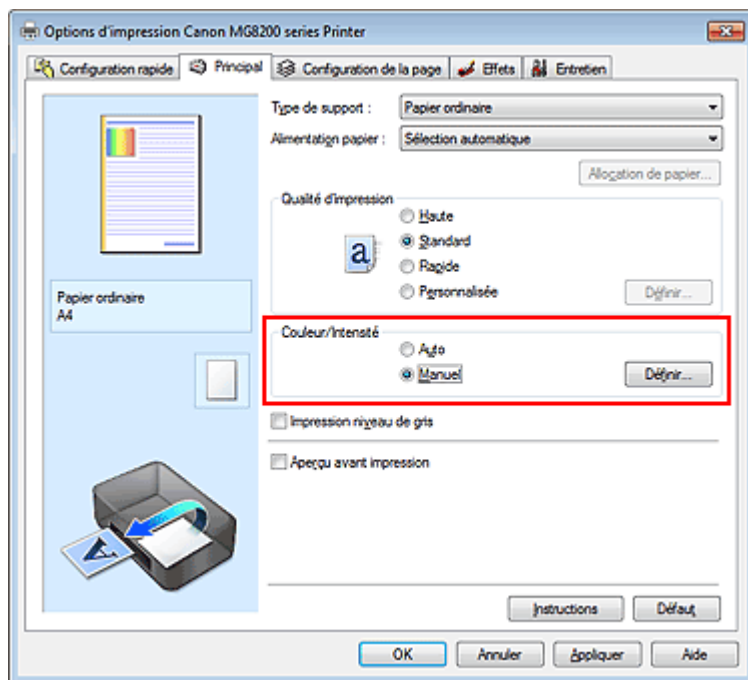 Options d'impression Canon MG8200 series Printer
Configuration rapide Principal Configuration de la page Effets Entretien
Type de support : Papier ordinaire
Alimentation papier : Sélection automatique
Allocation de papier...
Qualité d'impression
Haute
a Standard
Rapide
Personnalisée Définir...
Papier ordinaire
A4
Couleur/Intensité
Auto
Manuel Définir...
Impression niveau de gris
Aperçu avant impression
A
Instructions Défaut
OK Annuler Appliquer Aide